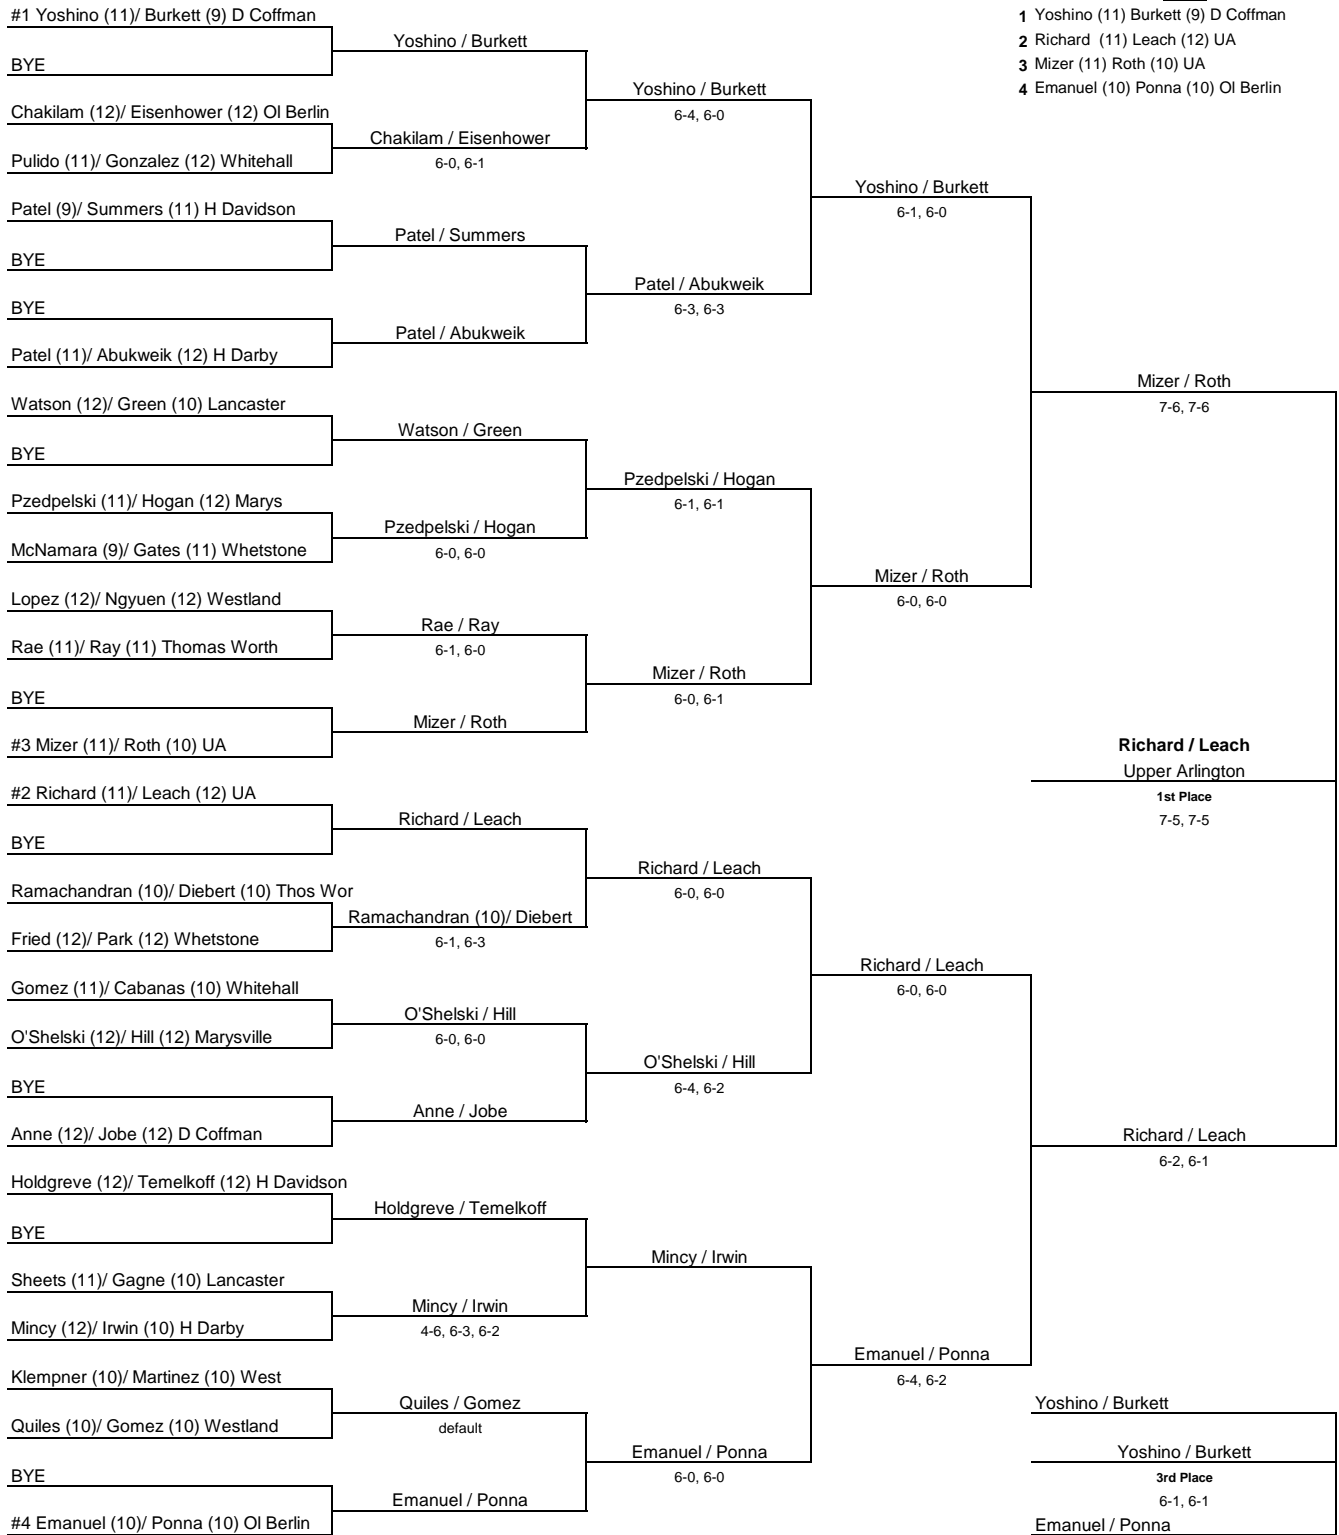 #1 Yoshino (11)/ Burkett (9) D Coffman
BYE
Chakilam (12)/ Eisenhower (12) Ol Berlin
Pulido (11)/ Gonzalez (12) Whitehall
Patel (9)/ Summers (11) H Davidson
BYE
BYE
Patel (11)/ Abukweik (12) H Darby
Watson (12)/ Green (10) Lancaster
BYE
Pzedpelski (11)/ Hogan (12) Marys
McNamara (9)/ Gates (11) Whetstone
Lopez (12)/ Ngyuen (12) Westland
Rae (11)/ Ray (11) Thomas Worth
BYE
#3 Mizer (11)/ Roth (10) UA
#2 Richard (11)/ Leach (12) UA
BYE
Ramachandran (10)/ Diebert (10) Thos Wor
Fried (12)/ Park (12) Whetstone
Gomez (11)/ Cabanas (10) Whitehall
O'Shelski (12)/ Hill (12) Marysville
BYE
Anne (12)/ Jobe (12) D Coffman
Holdgreve (12)/ Temelkoff (12) H Davidson
BYE
Sheets (11)/ Gagne (10) Lancaster
Mincy (12)/ Irwin (10) H Darby
Klempner (10)/ Martinez (10) West
Quiles (10)/ Gomez (10) Westland
BYE
#4 Emanuel (10)/ Ponna (10) Ol Berlin
Yoshino / Burkett
Chakilam / Eisenhower
6-0, 6-1
Patel / Summers
Patel / Abukweik
Watson / Green
Pzedpelski / Hogan
6-0, 6-0
Rae / Ray
6-1, 6-0
Mizer / Roth
Richard / Leach
Ramachandran (10)/ Diebert
6-1, 6-3
O'Shelski / Hill
6-0, 6-0
Anne / Jobe
Holdgreve / Temelkoff
Mincy / Irwin
4-6, 6-3, 6-2
Quiles / Gomez
default
Emanuel / Ponna
Yoshino / Burkett
6-4, 6-0
Patel / Abukweik
6-3, 6-3
Pzedpelski / Hogan
6-1, 6-1
Mizer / Roth
6-0, 6-1
Richard / Leach
6-0, 6-0
O'Shelski / Hill
6-4, 6-2
Mincy / Irwin
Emanuel / Ponna
6-0, 6-0
Yoshino / Burkett
6-1, 6-0
Mizer / Roth
6-0, 6-0
Richard / Leach
6-0, 6-0
Emanuel / Ponna
6-4, 6-2
1 Yoshino (11) Burkett (9) D Coffman
2 Richard (11) Leach (12) UA
3 Mizer (11) Roth (10) UA
4 Emanuel (10) Ponna (10) Ol Berlin
Mizer / Roth
7-6, 7-6
Richard / Leach
Upper Arlington
1st Place
7-5, 7-5
Richard / Leach
6-2, 6-1
Yoshino / Burkett
Yoshino / Burkett
3rd Place
6-1, 6-1
Emanuel / Ponna